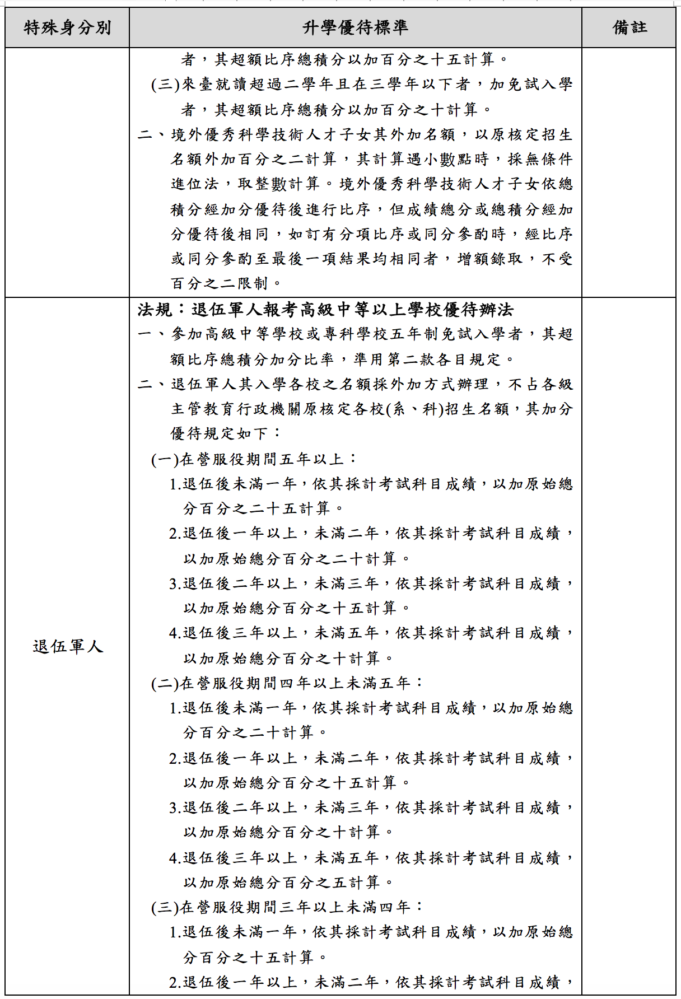 特殊身分別 升學優待標準 備註
者，其超額比序總積分以加百分之十五計算。
(三)來臺就讀超過二學年且在三學年以下者，加免試入學
者，其超額比序總積分以加百分之十計算。
二、境外優秀科學技術人才子女其外加名額，以原核定招生
名額外加百分之二計算，其計算遇小數點時，採無條件
進位法，取整數計算。境外優秀科學技術人才子女依總
積分經加分優待後進行比序，但成績總分或總積分經加
分優待後相同，如訂有分項比序或同分參酌時，經比序
或同分參酌至最後一項結果均相同者，增額錄取，不受
百分之二限制。
退伍軍人
法規：退伍軍人報考高級中等以上學校優待辦法
一、參加高級中等學校或專科學校五年制免試入學者，其超
額比序總積分加分比率，準用第二款各目規定。
二、退伍軍人其入學各校之名額採外加方式辦理，不占各級
主管教育行政機關原核定各校(系、科)招生名額，其加分
優待規定如下：
(一)在營服役期間五年以上：
1.退伍後未滿一年，依其採計考試科目成績，以加原始總
分百分之二十五計算。
2.退伍後一年以上，未滿二年，依其採計考試科目成績，
以加原始總分百分之二十計算。
3.退伍後二年以上，未滿三年，依其採計考試科目成績，
以加原始總分百分之十五計算。
4.退伍後三年以上，未滿五年，依其採計考試科目成績，
以加原始總分百分之十計算。
(二)在營服役期間四年以上未滿五年：
1.退伍後未滿一年，依其採計考試科目成績，以加原始總
分百分之二十計算。
2.退伍後一年以上，未滿二年，依其採計考試科目成績，
以加原始總分百分之十五計算。
3.退伍後二年以上，未滿三年，依其採計考試科目成績，
以加原始總分百分之十計算。
4.退伍後三年以上，未滿五年，依其採計考試科目成績，
以加原始總分百分之五計算。
(三)在營服役期間三年以上未滿四年：
1.退伍後未滿一年，依其採計考試科目成績，以加原始總
分百分之十五計算。
2.退伍後一年以上，未滿二年，依其採計考試科目成績，